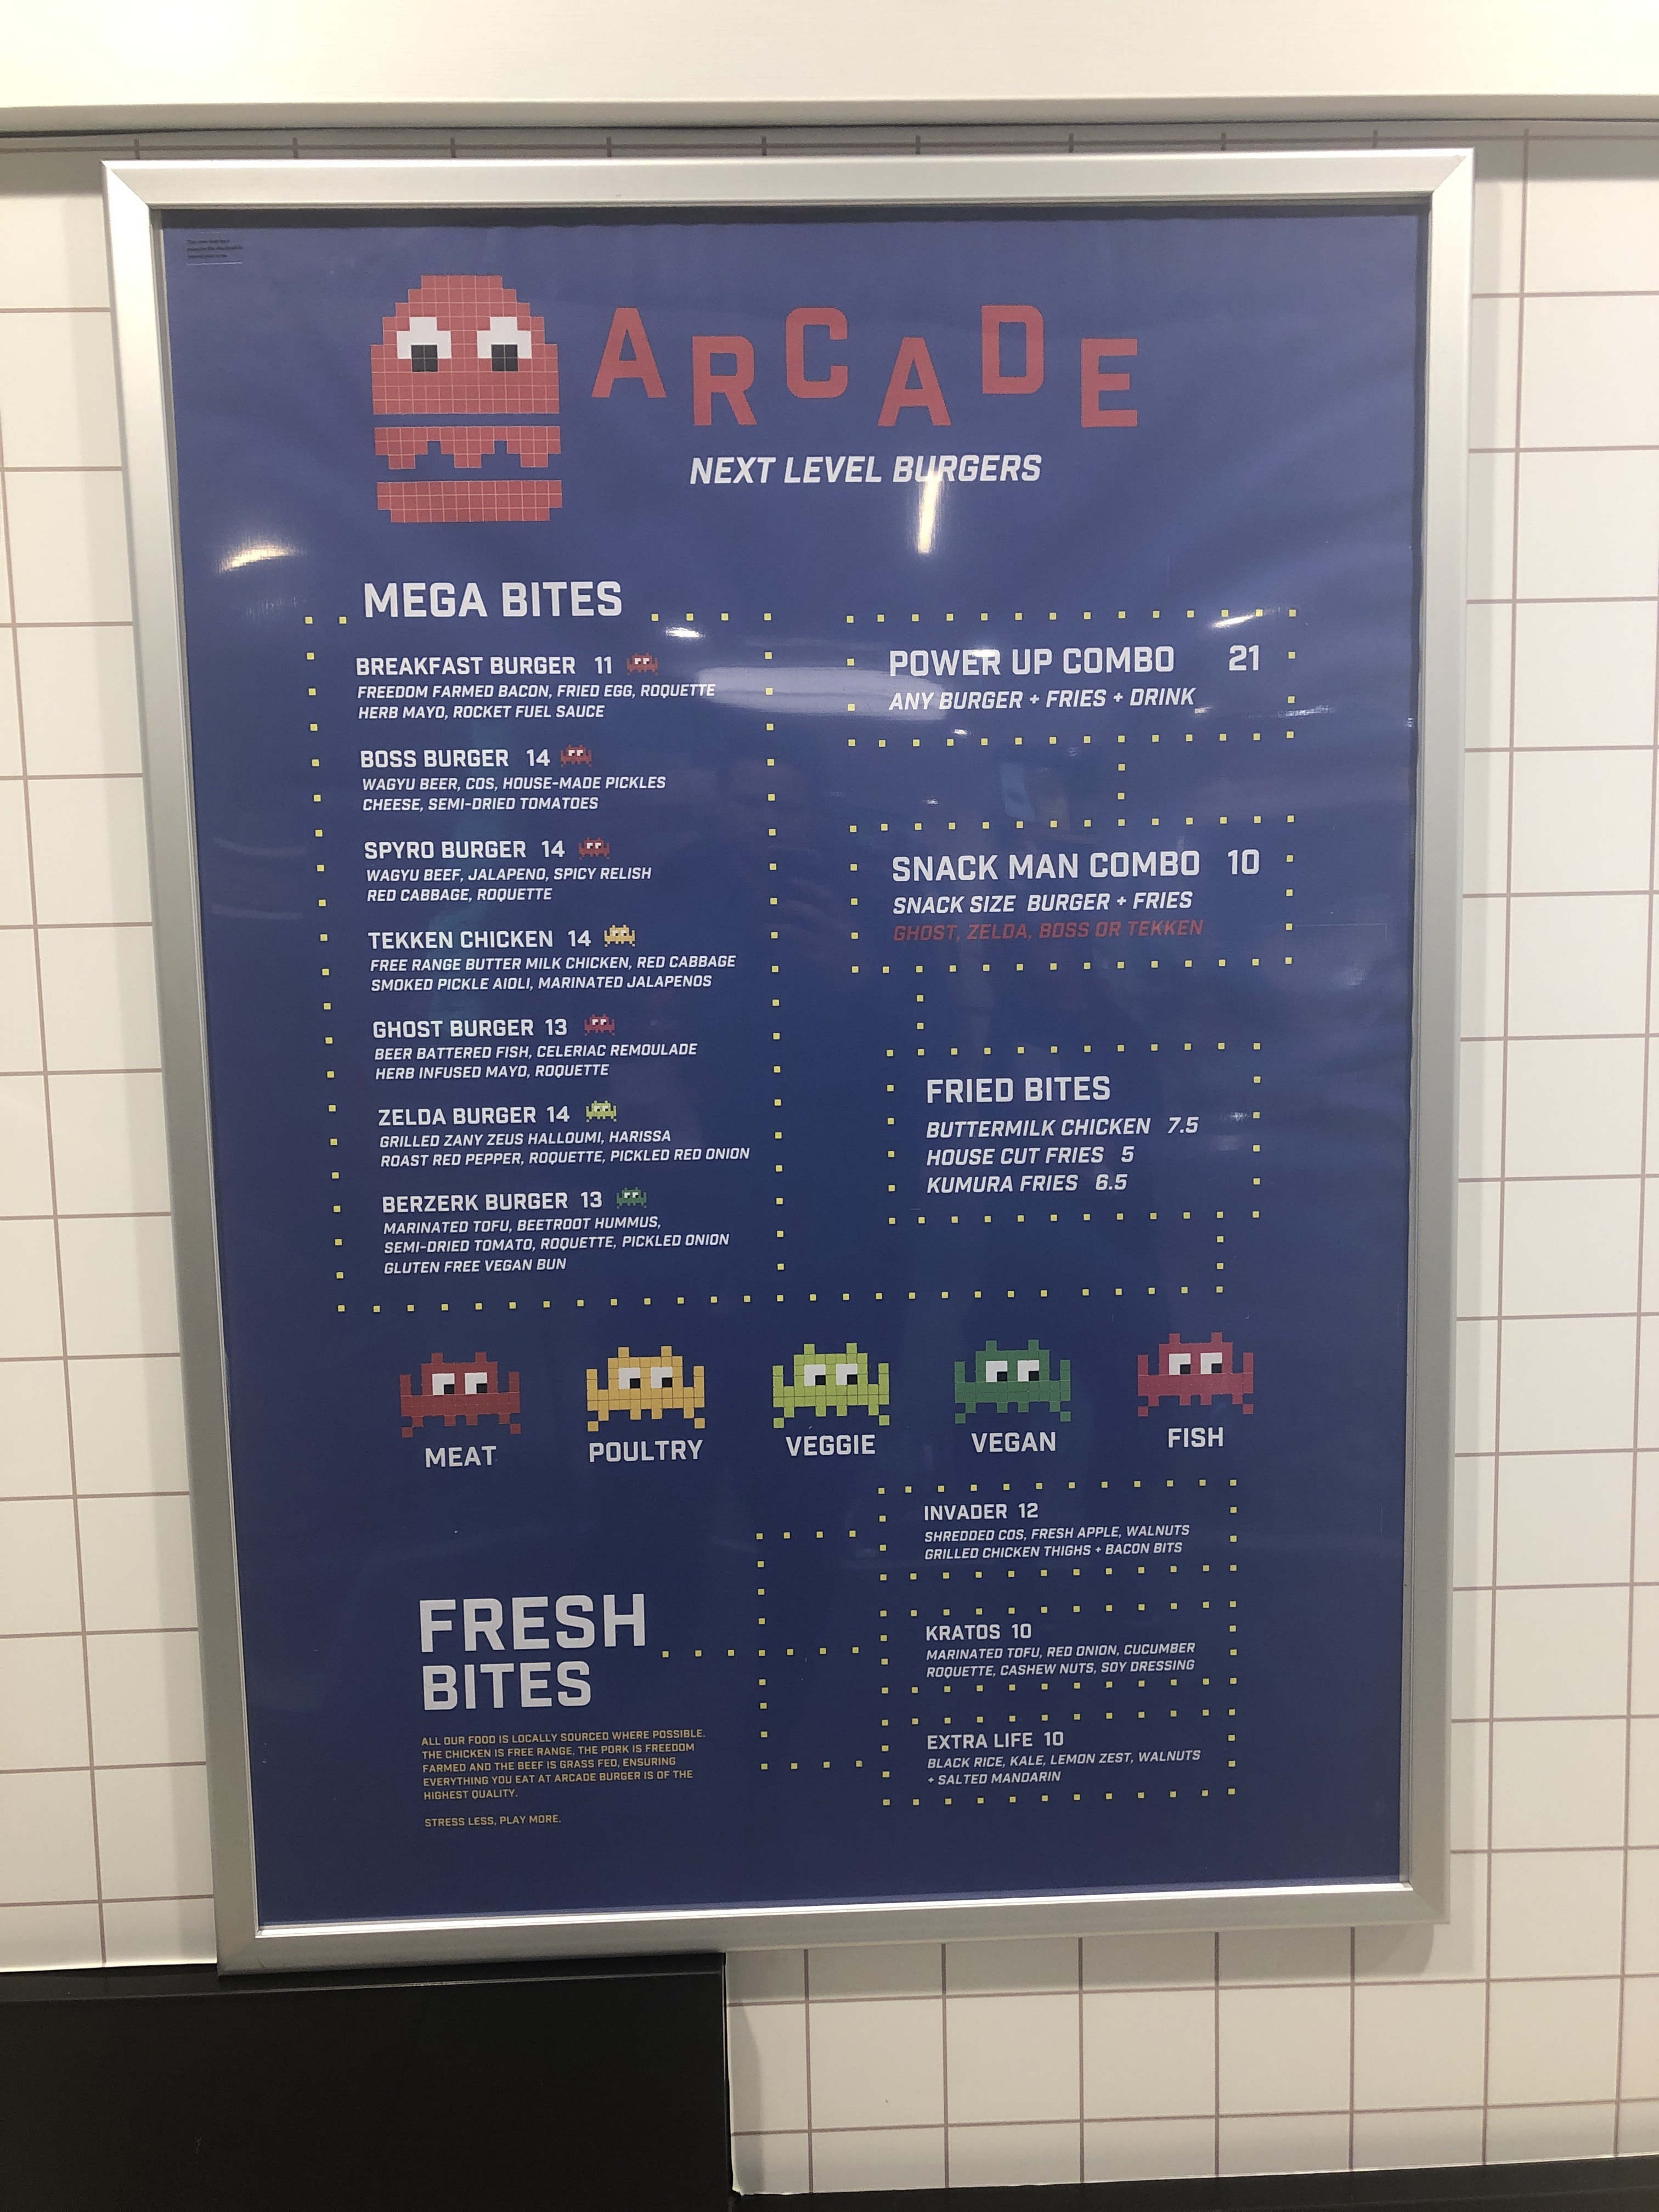 ARCADE
NEXT LEVEL BURGERS
MEGA BITES
BREAKFAST BURGER 11
FREEDOM FARMED BACON, FRIED EGG, ROQUETTE
HERB MAYO, ROCKET FUEL SAUCE
BOSS BURGER 14
WAGYU BEER, COS, HOUSE-MADE PICKLES
CHEESE, SEMI-DRIED TOMATOES
SPYRO BURGER 14
WAGYU BEEF, JALAPENO, SPICY RELISH
RED CABBAGE, ROQUETTE
TEKKEN CHICKEN 14
FREE RANGE BUTTER MILK CHICKEN, RED CABBAGE
SMOKED PICKLE AIOLI, MARINATED JALAPENOS
GHOST BURGER 13
BEER BATTERED FISH, CELERIAC REMOULADE
HERB INFUSED MAYO, ROQUETTE
ZELDA BURGER 14
GRILLED ZANY ZEUS HALLOUMI, HARISSA
ROAST RED PEPPER, ROQUETTE, PICKLED RED ONION
BERZERK BURGER 13
MARINATED TOFU, BEETROOT HUMMUS,
SEMI-DRIED TOMATO, ROQUETTE, PICKLED ONION
GLUTEN FREE VEGAN BUN
POWER UP COMBO 21
ANY BURGER + FRIES + DRINK
SNACK MAN COMBO 10
SNACK SIZE BURGER + FRIES
GHOST, ZELDA, BOSS OR TEKKEN
FRIED BITES
BUTTERMILK CHICKEN 7.5
HOUSE CUT FRIES 5
KUMURA FRIES 6.5
MEAT
POULTRY
VEGGIE
VEGAN
FISH
FRESH
BITES
ALL OUR FOOD IS LOCALLY SOURCED WHERE POSSIBLE.
THE CHICKEN IS FREE RANGE, THE PORK IS FREEDOM
FARMED AND THE BEEF IS GRASS FED, ENSURING
EVERYTHING YOU EAT AT ARCADE BURGER IS OF THE
HIGHEST QUALITY.
STRESS LESS, PLAY MORE.
INVADER 12
SHREDDED COS, FRESH APPLE, WALNUTS
GRILLED CHICKEN THIGHS + BACON BITS
KRATOS 10
MARINATED TOFU, RED ONION, CUCUMBER
ROQUETTE, CASHEW NUTS, SOY DRESSING
EXTRA LIFE 10
BLACK RICE, KALE, LEMON ZEST, WALNUTS
+ SALTED MANDARIN